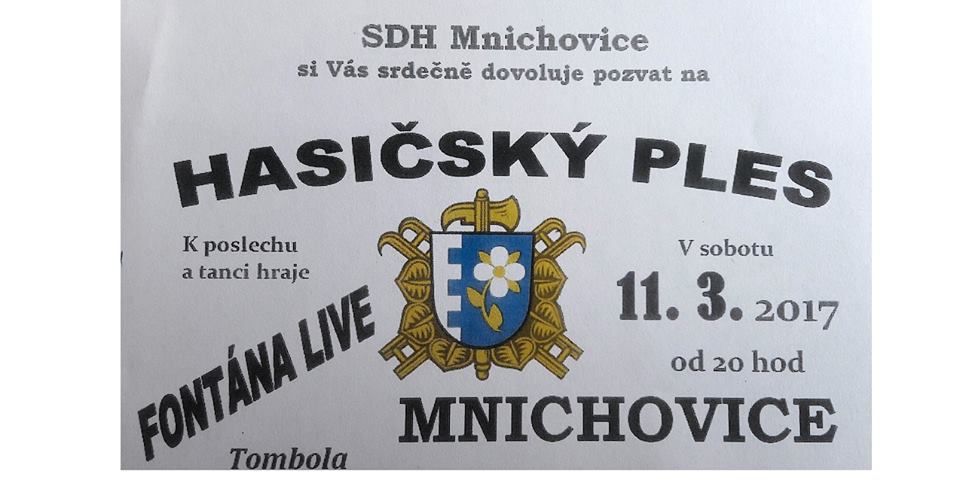 SDH Mnichovice
si Vás srdečně dovoluje pozvat na
HASIČSKÝ PLES
K poslechu
a tanci hraje
FONTÁNA LIVE
V sobotu
11. 3. 2017
od 20 hod
MNICHOVICE
Tombola